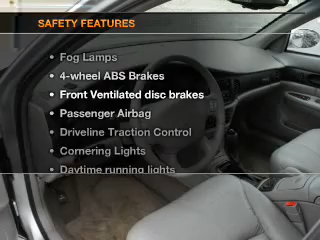 SAFETY FEATURES
• Fog Lamps
• 4-wheel ABS Brakes
• Front Ventilated disc brakes
• Passenger Airbag
• Driveline Traction Control
• Cornering Lights
• Daytime running lights